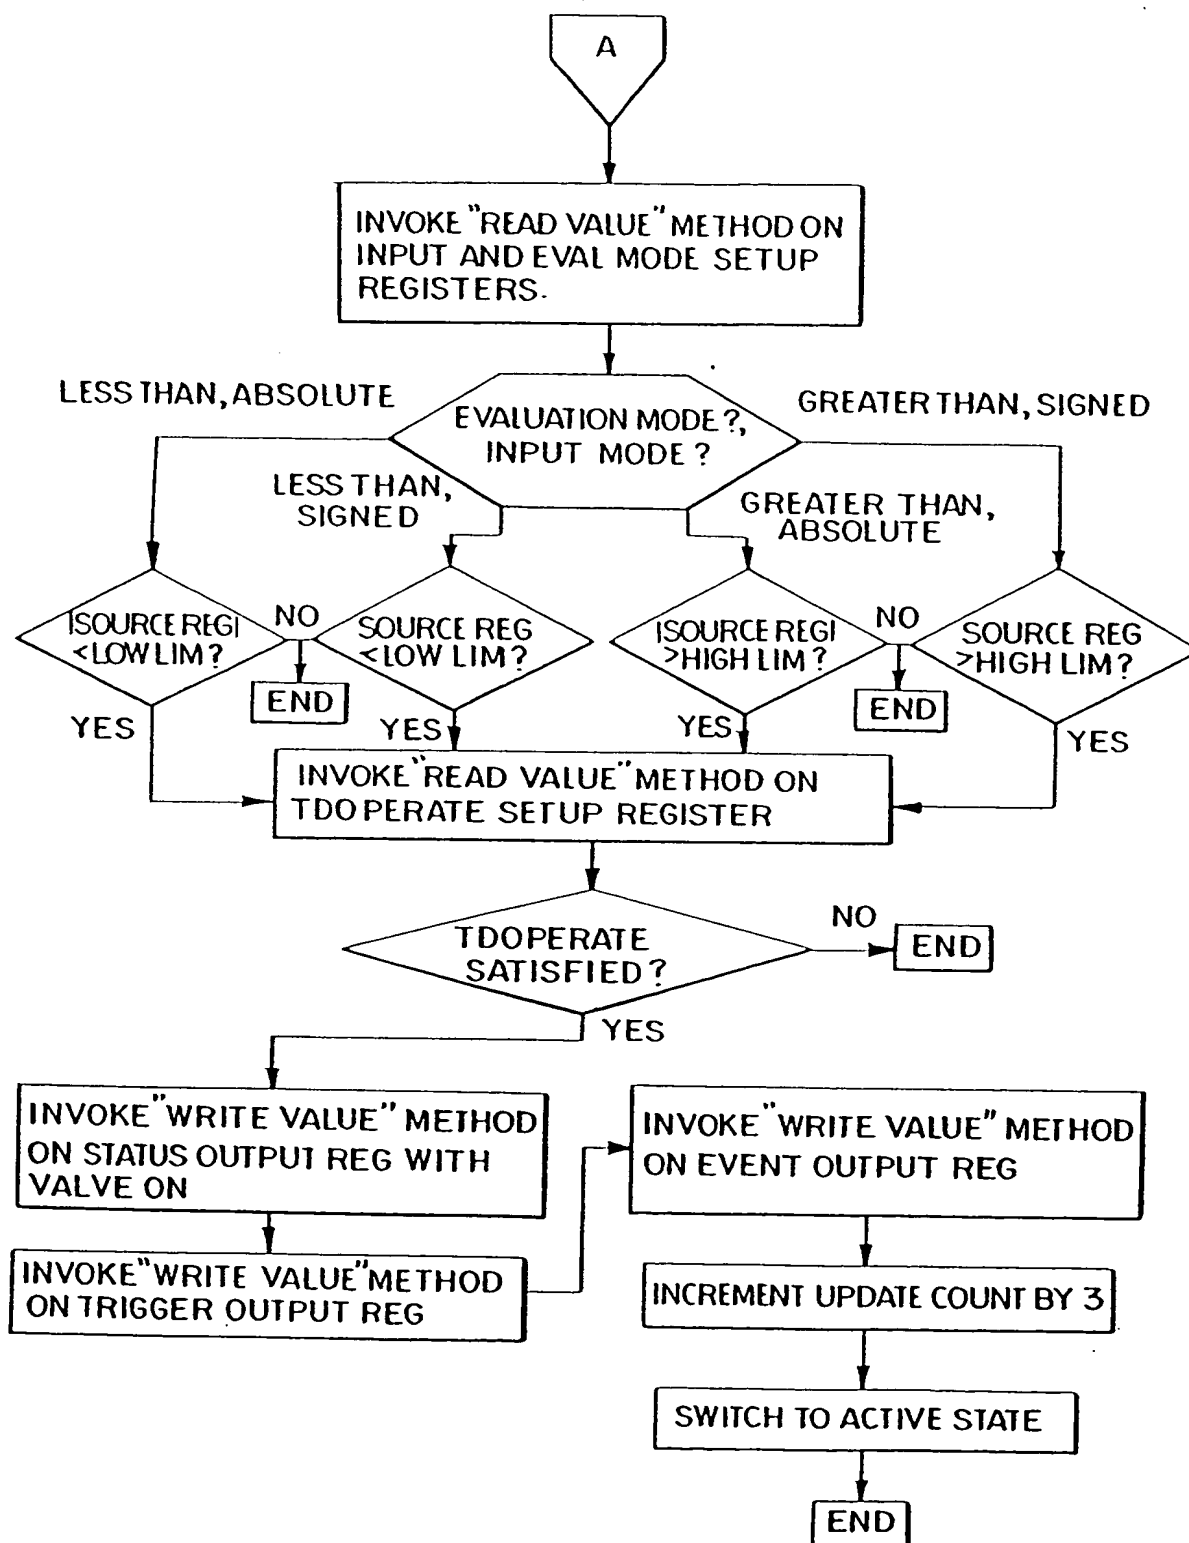 A
INVOKE "READ VALUE" METHOD ON
INPUT AND EVAL MODE SETUP
REGISTERS.
LESS THAN, ABSOLUTE
EVALUATION MODE?,
INPUT MODE?
GREATER THAN, SIGNED
LESS THAN,
SIGNED
GREATER THAN,
ABSOLUTE
|SOURCE REG|
<LOW LIM?
NO
SOURCE REG
<LOW LIM?
|SOURCE REG|
>HIGH LIM?
NO
SOURCE REG
>HIGH LIM?
END
END
YES
YES
YES
YES
INVOKE "READ VALUE" METHOD ON
TDOPERATE SETUP REGISTER
TDOPERATE
SATISFIED?
NO
END
YES
INVOKE "WRITE VALUE" METHOD
ON STATUS OUTPUT REG WITH
VALVE ON
INVOKE "WRITE VALUE" METHOD
ON TRIGGER OUTPUT REG
INVOKE "WRITE VALUE" METHOD
ON EVENT OUTPUT REG
INCREMENT UPDATE COUNT BY 3
SWITCH TO ACTIVE STATE
END